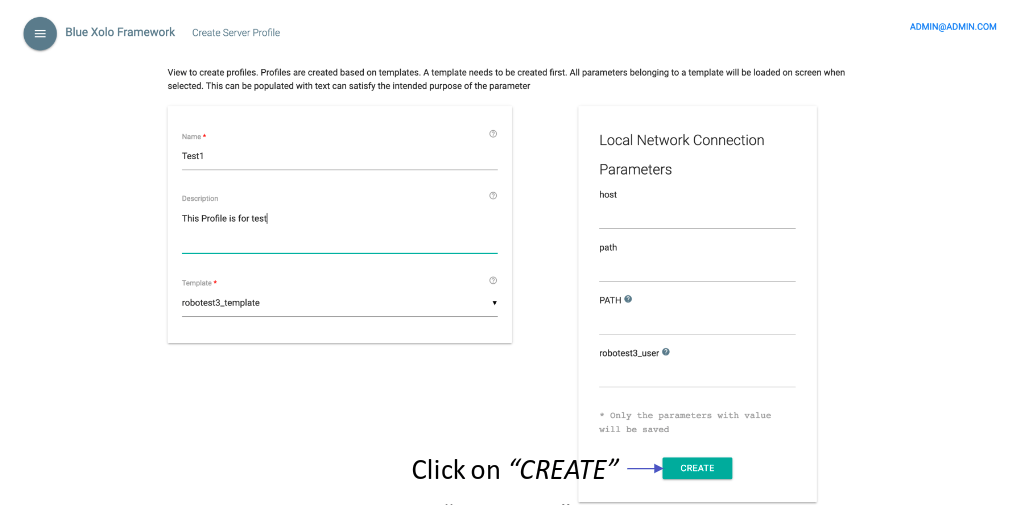 Blue Xolo Framework Create Server Profile
ADMIN@ADMIN.COM
View to create profiles. Profiles are created based on templates. A template needs to be created first. All parameters belonging to a template will be loaded on screen when
selected. This can be populated with text can satisfy the intended purpose of the parameter
Name *
Test1
Description
This Profile is for test
Template *
robotest3_template
Local Network Connection
Parameters
host
path
PATH
robotest3_user
* Only the parameters with value
will be saved
Click on “CREATE”
CREATE